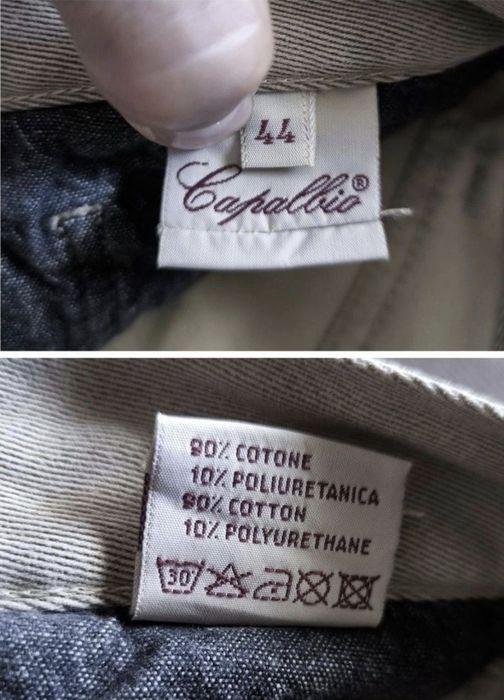 44
Capalbio®
90% COTONE
10% POLIURETANICA
90% COTTON
10% POLYURETHANE
30°